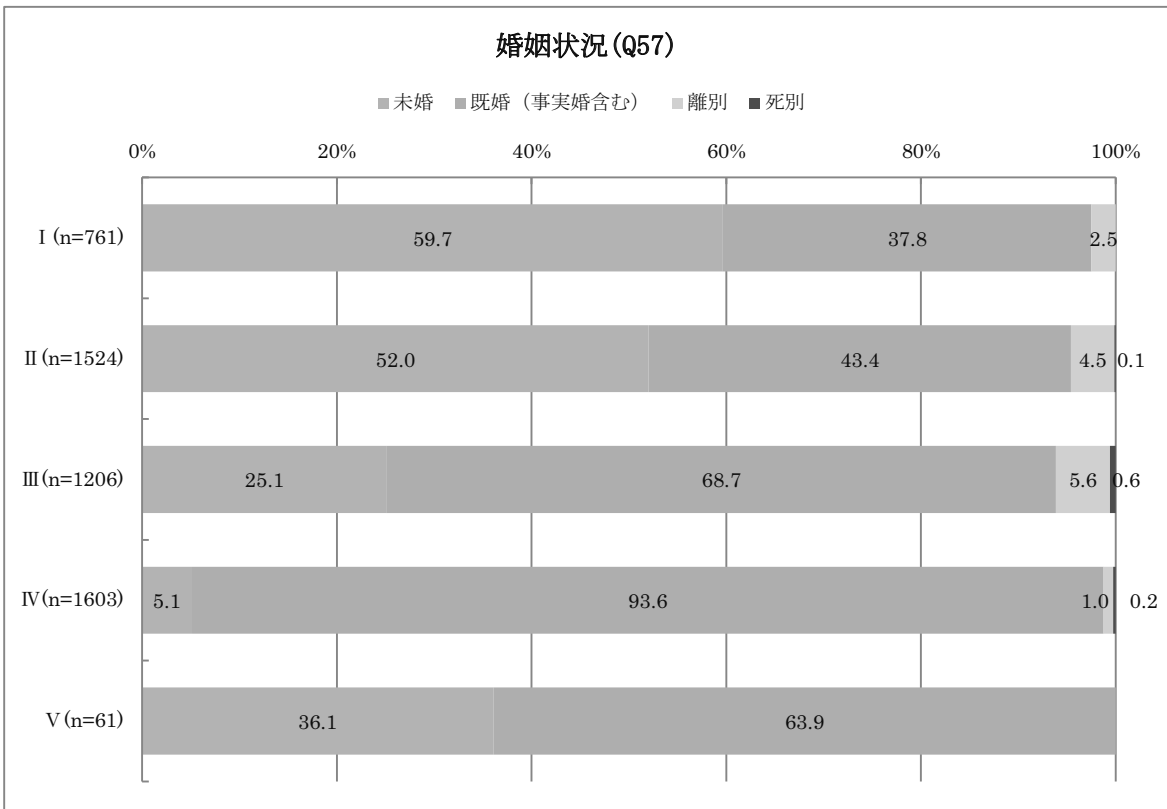 婚姻状況(Q57)
■未婚 ■既婚（事実婚含む） ■離別 ■死別
0% 20% 40% 60% 80% 100%
Ⅰ(n=761) 59.7 37.8 2.5
Ⅱ(n=1524) 52.0 43.4 4.5 0.1
Ⅲ(n=1206) 25.1 68.7 5.6 0.6
Ⅳ(n=1603) 5.1 93.6 1.0 0.2
Ⅴ(n=61) 36.1 63.9